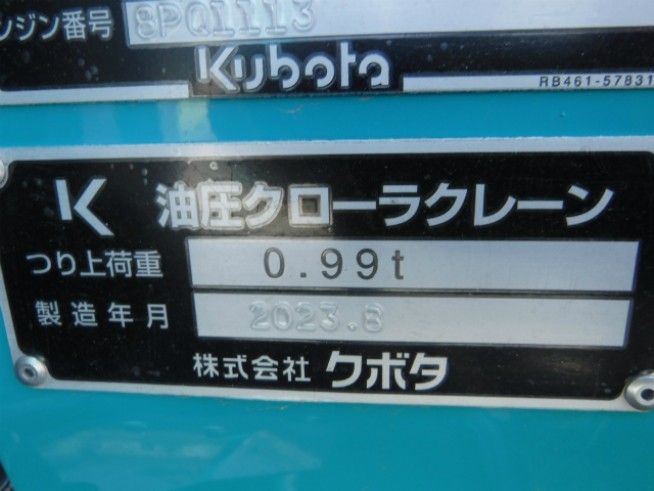 ンジン番号 8PQ1113
Kubota
RB461-57831
K 油圧クローラクレーン
つり上荷重 0.99t
製造年月 2023.8
株式会社 クボタ